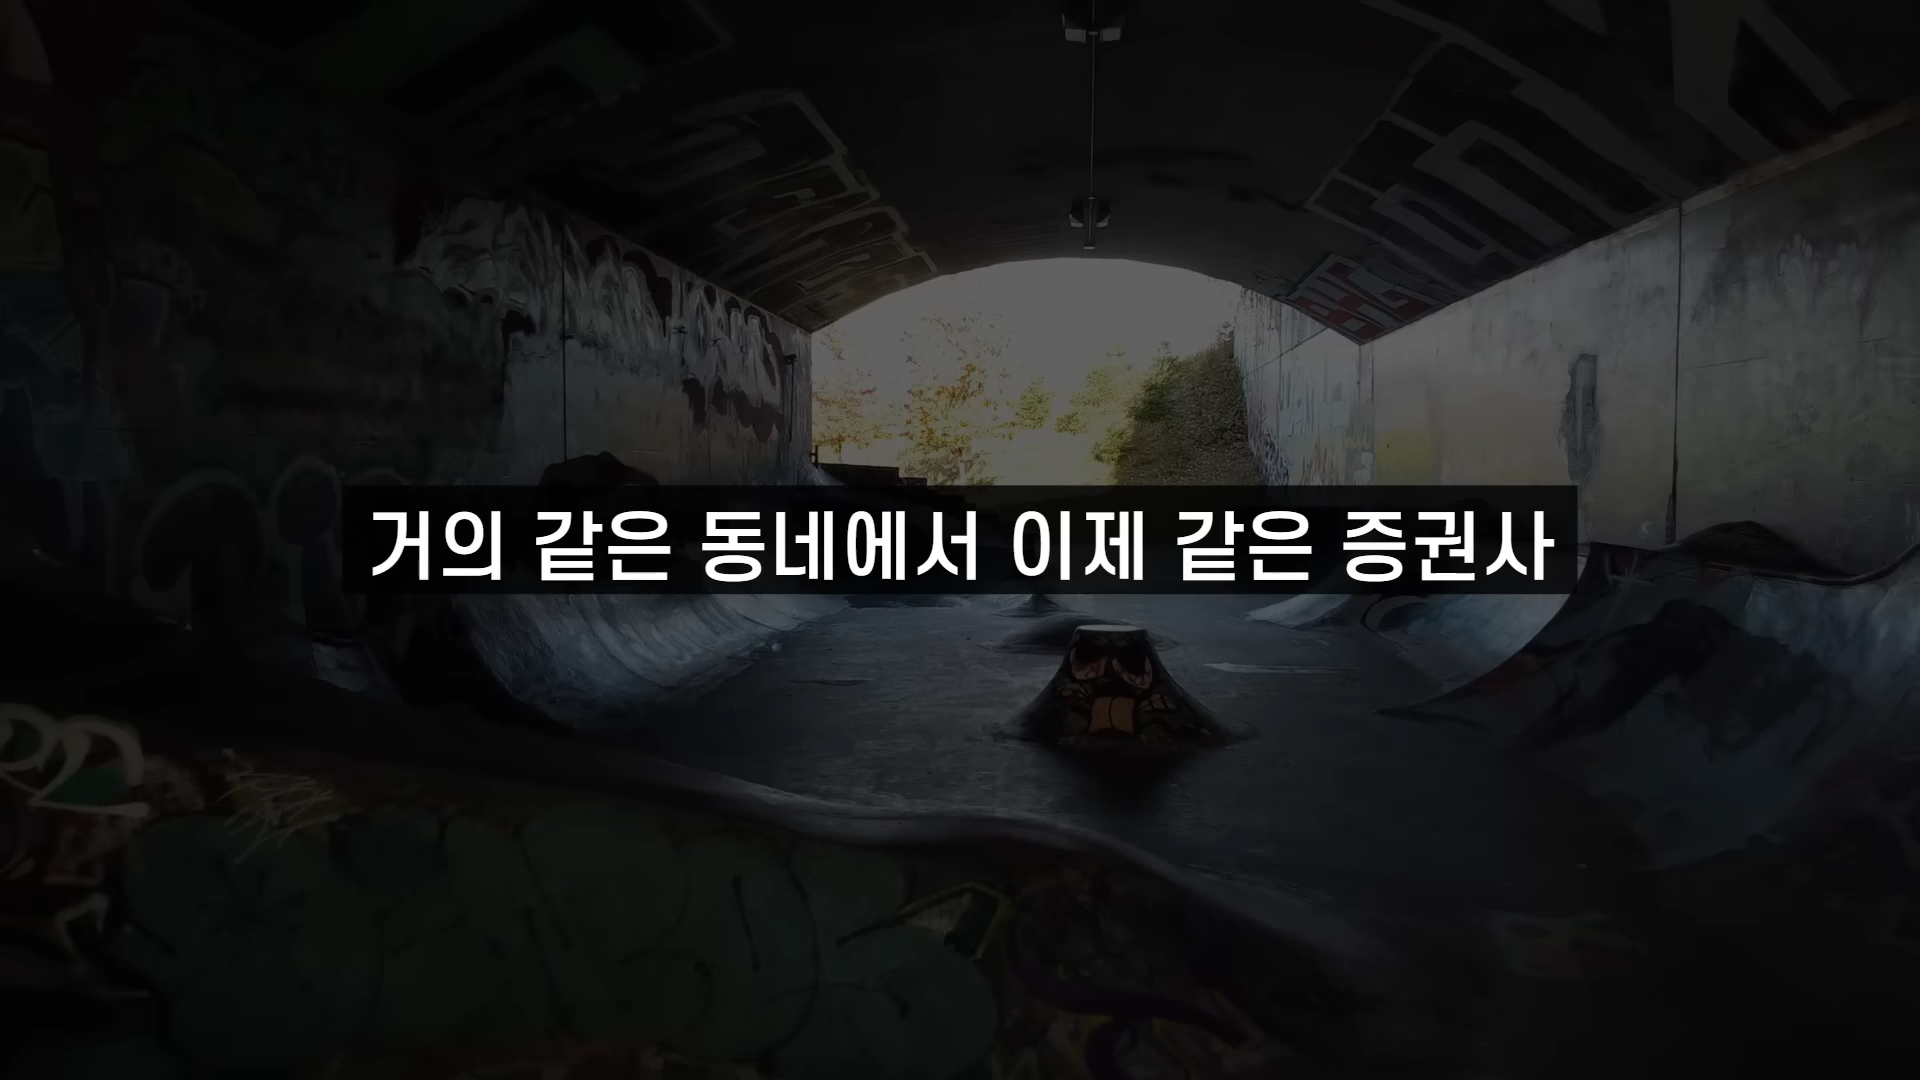 거의 같은 동네에서 이제 같은 증권사